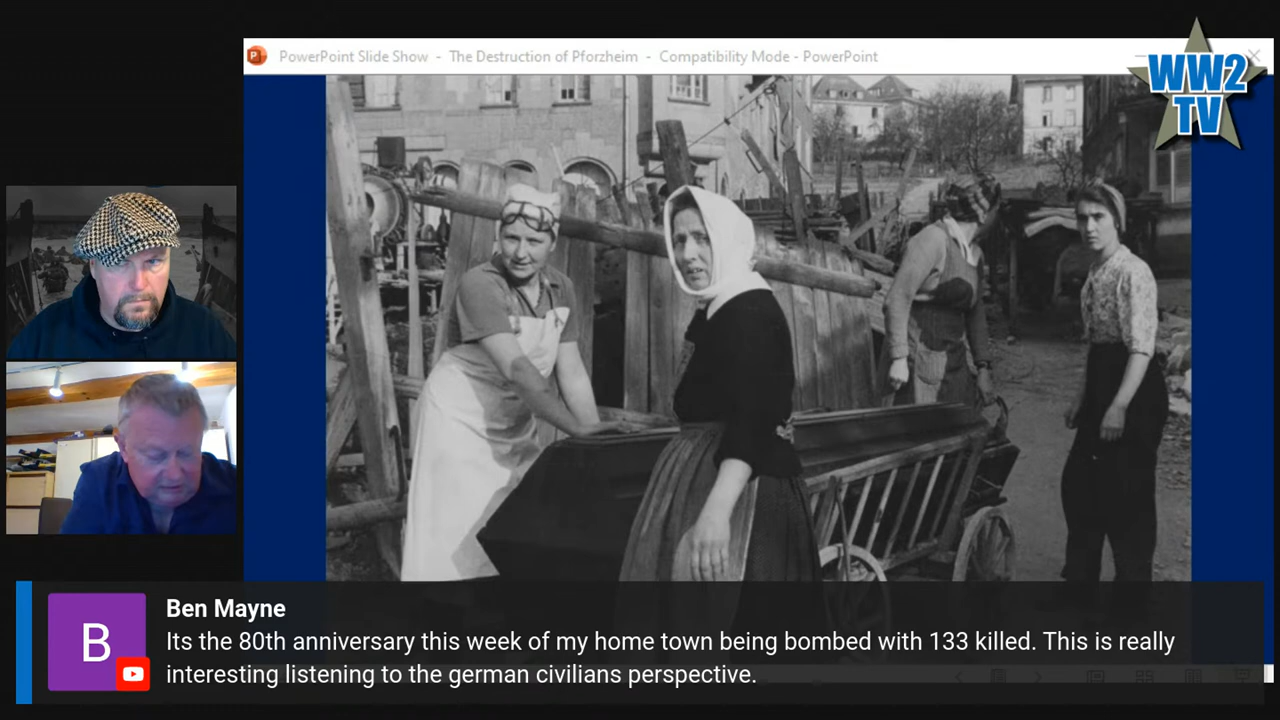 PowerPoint Slide Show - The Destruction of Pforzheim - Compatibility Mode - PowerPoint
WW2
TV
B
Ben Mayne
Its the 80th anniversary this week of my home town being bombed with 133 killed. This is really
interesting listening to the german civilians perspective.